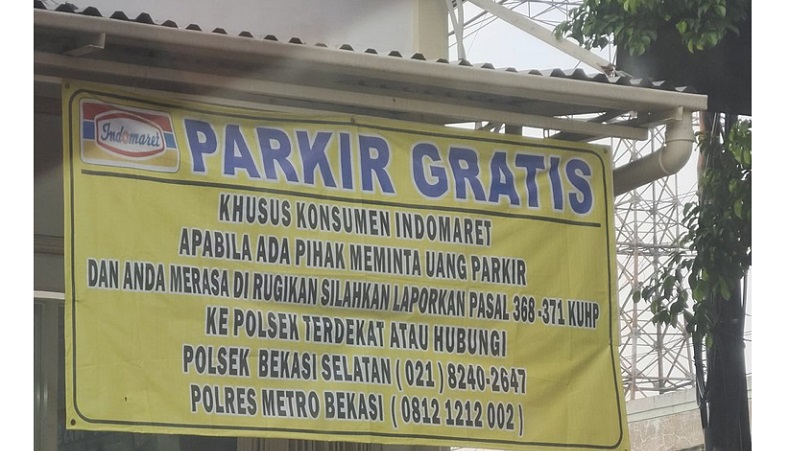 Indomaret
PARKIR GRATIS
KHUSUS KONSUMEN INDOMARET
APABILA ADA PIHAK MEMINTA UANG PARKIR
DAN ANDA MERASA DI RUGIKAN SILAHKAN LAPORKAN PASAL 368 -371 KUHP
KE POLSEK TERDEKAT ATAU HUBUNGI
POLSEK BEKASI SELATAN ( 021 ) 8240-2647
POLRES METRO BEKASI ( 0812 1212 002 )